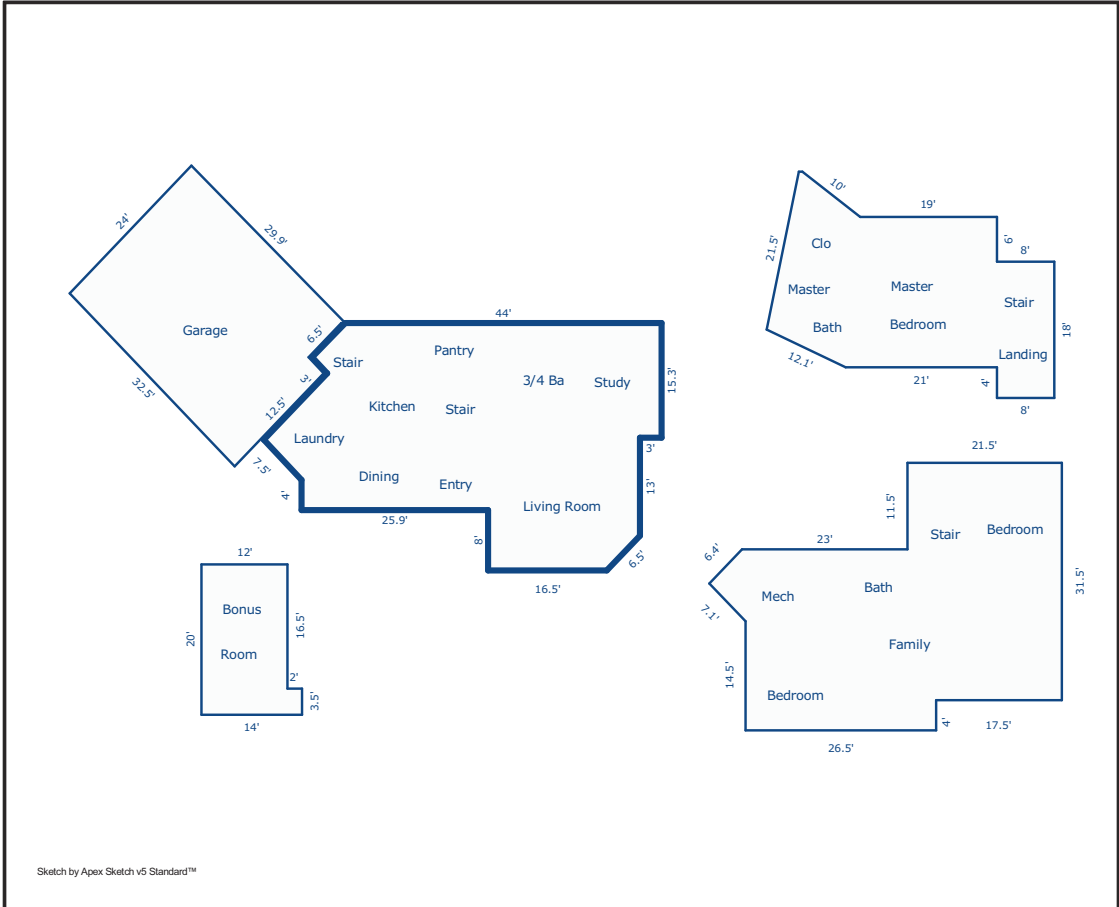 24'
29.9'
Garage
32.5'
6.5'
3'
12.5'
7.5'
4'
44'
Stair
Pantry
3/4 Ba
Study
15.3'
Kitchen
Stair
Laundry
3'
Dining
Entry
13'
Living Room
25.9'
8'
6.5'
16.5'
10'
19'
21.5'
Clo
6'
8'
Master
Master
Stair
Bath
Bedroom
18'
Landing
12.1'
21'
4'
8'
12'
Bonus
20'
16.5'
Room
2'
3.5'
14'
21.5'
11.5'
Stair
Bedroom
23'
6.4'
Mech
Bath
31.5'
7.1'
Family
14.5'
Bedroom
4'
17.5'
26.5'
Sketch by Apex Sketch v5 Standard™